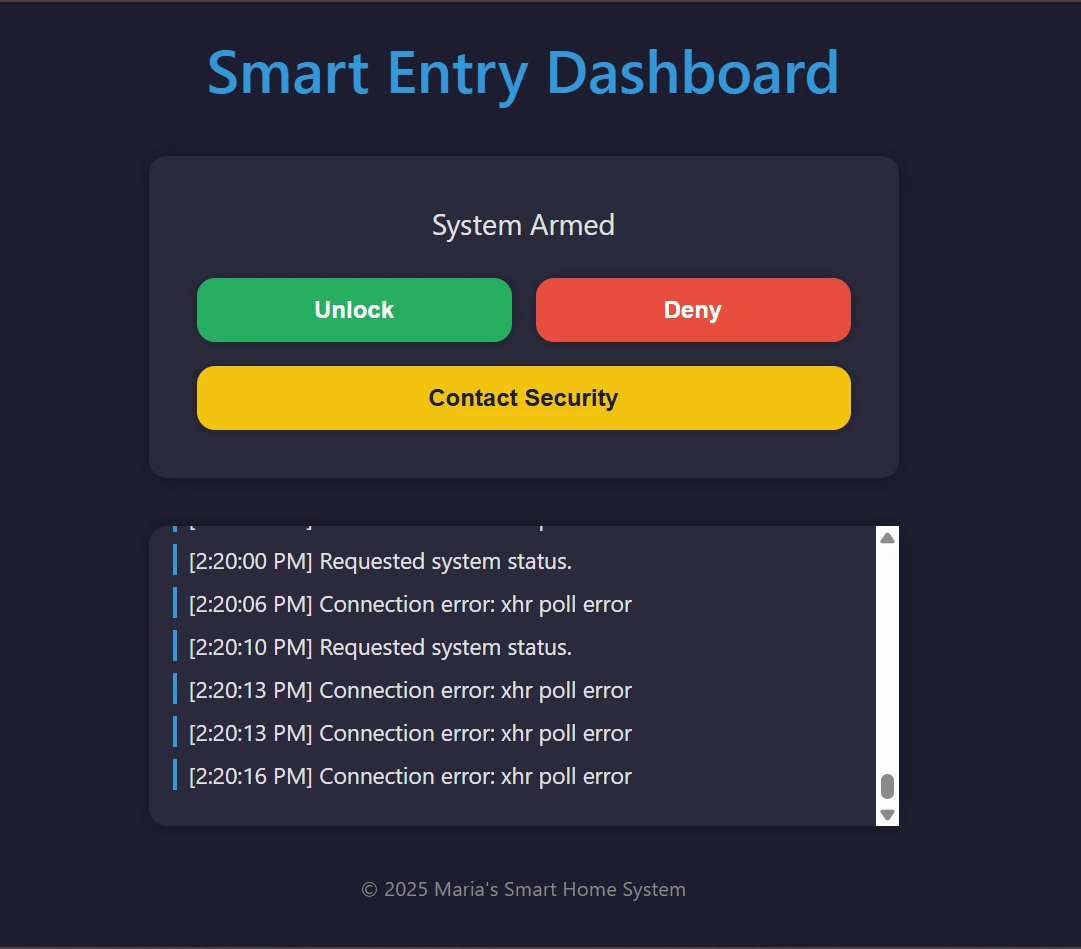 Smart Entry Dashboard
System Armed
Unlock
Deny
Contact Security
[2:20:00 PM] Requested system status.
[2:20:06 PM] Connection error: xhr poll error
[2:20:10 PM] Requested system status.
[2:20:13 PM] Connection error: xhr poll error
[2:20:13 PM] Connection error: xhr poll error
[2:20:16 PM] Connection error: xhr poll error
© 2025 Maria's Smart Home System